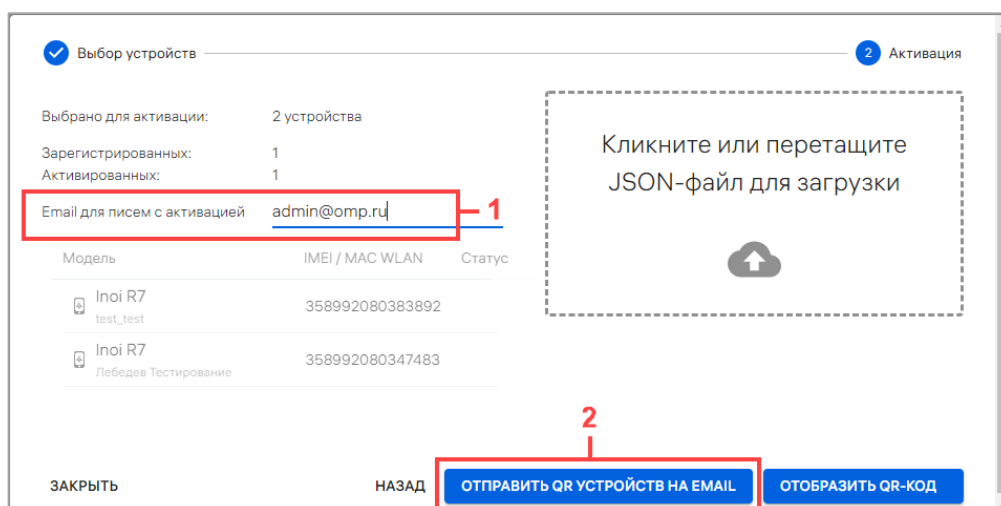 Выбор устройств
2 Активация
Выбрано для активации: 2 устройства
Зарегистрированных: 1
Активированных: 1
Email для писем с активацией admin@omp.ru 1
Кликните или перетащите
JSON-файл для загрузки
Модель IMEI / MAC WLAN Статус
Inoi R7 358992080383892
test_test
Inoi R7 358992080347483
Лебедев Тестирование
2
ЗАКРЫТЬ НАЗАД ОТПРАВИТЬ QR УСТРОЙСТВ НА EMAIL ОТОБРАЗИТЬ QR-КОД